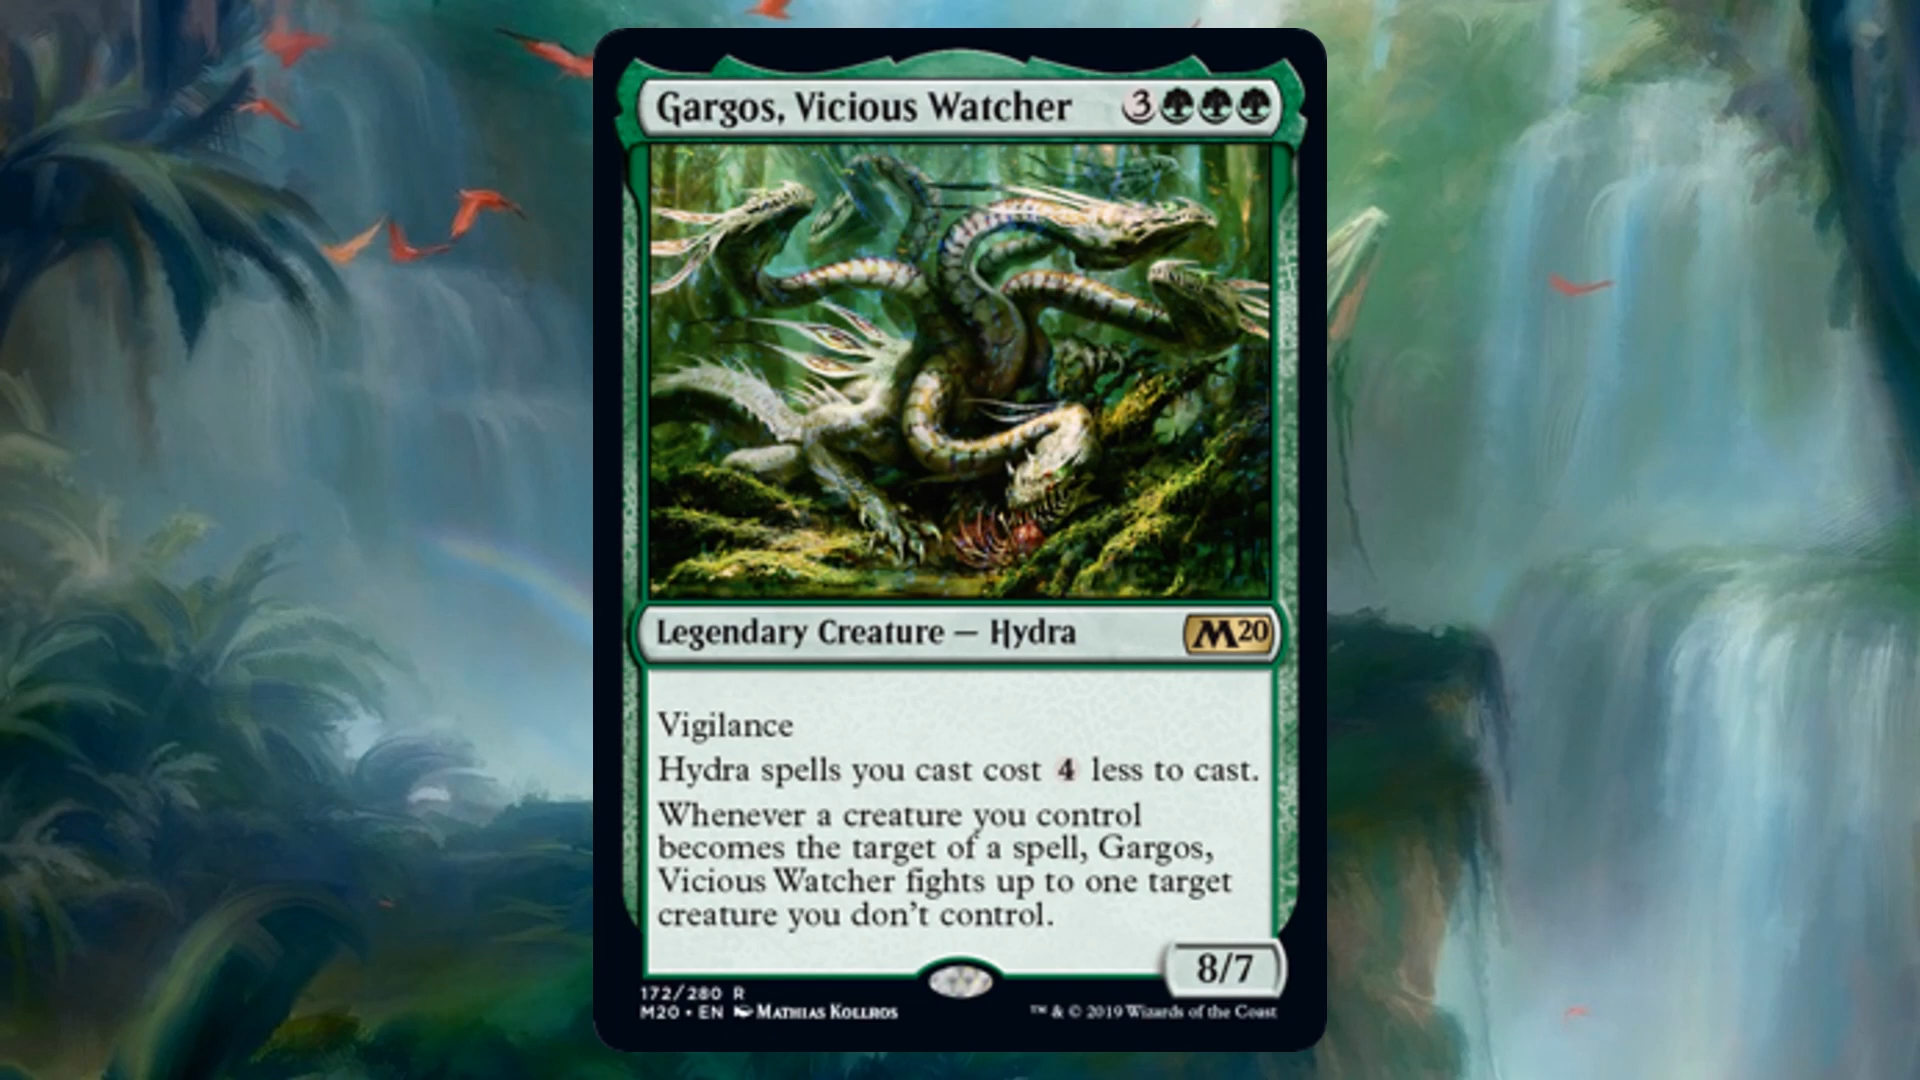 Gargos, Vicious Watcher 3
Legendary Creature — Hydra M20
Vigilance
Hydra spells you cast cost 4 less to cast.
Whenever a creature you control
becomes the target of a spell, Gargos,
Vicious Watcher fights up to one target
creature you don't control.
8/7
172/280 R
M20 • EN Mathias Kollros
™ & © 2019 Wizards of the Coast